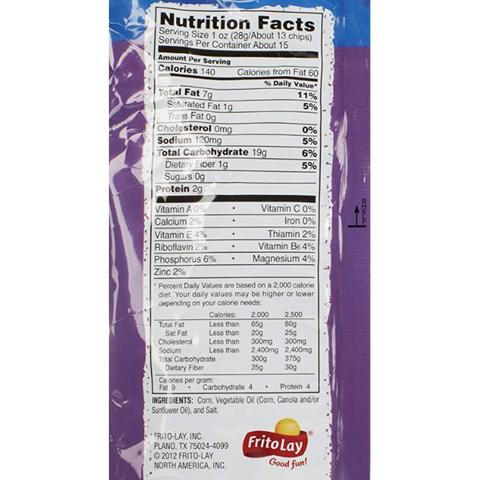 Nutrition Facts
Serving Size 1 oz (28g/About 13 chips)
Servings Per Container About 15
Amount Per Serving
Calories 140 Calories from Fat 60
% Daily Value*
Total Fat 7g 11%
Saturated Fat 1g 5%
Trans Fat 0g
Cholesterol 0mg 0%
Sodium 120mg 5%
Total Carbohydrate 19g 6%
Dietary Fiber 1g 5%
Sugars 0g
Protein 2g
Vitamin A 0% • Vitamin C 0%
Calcium 2% • Iron 0%
Vitamin E 4% • Thiamin 2%
Riboflavin 2% • Vitamin B6 4%
Phosphorus 6% • Magnesium 4%
Zinc 2%
* Percent Daily Values are based on a 2,000 calorie
diet. Your daily values may be higher or lower
depending on your calorie needs:
Calories: 2,000 2,500
Total Fat Less than 65g 80g
Sat Fat Less than 20g 25g
Cholesterol Less than 300mg 300mg
Sodium Less than 2,400mg 2,400mg
Total Carbohydrate 300g 375g
Dietary Fiber 25g 30g
Calories per gram:
Fat 9 • Carbohydrate 4 • Protein 4
INGREDIENTS: Corn, Vegetable Oil (Corn, Canola and/or
Sunflower Oil), and Salt.
FRITO-LAY, INC.
PLANO, TX 75024-4099
© 2012 FRITO-LAY
NORTH AMERICA, INC.
FritoLay®
Good fun!